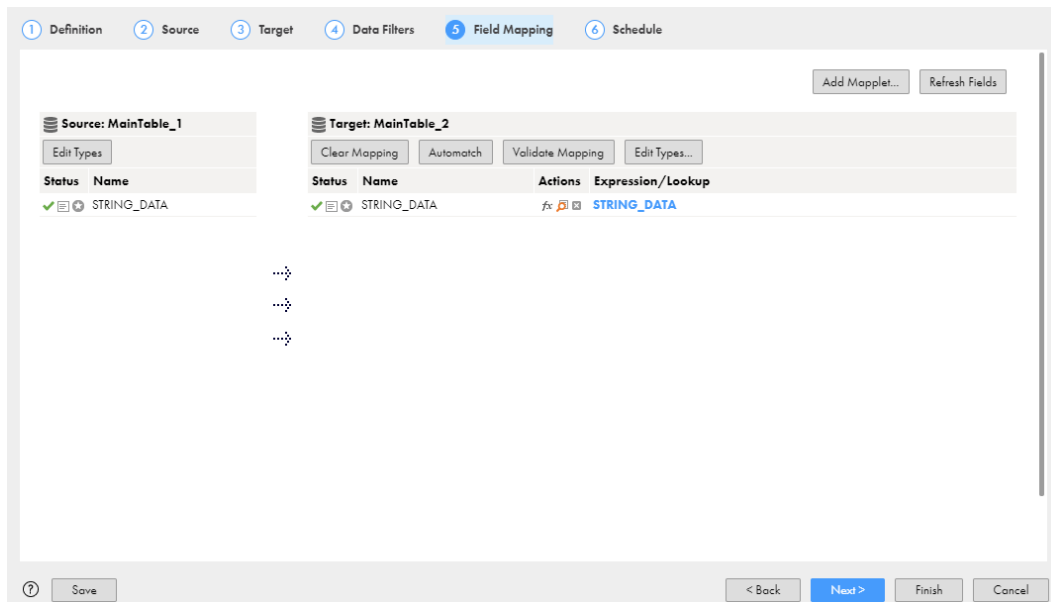 1 Definition 2 Source 3 Target 4 Data Filters 5 Field Mapping 6 Schedule
Add Mapplet... Refresh Fields
Source: MainTable_1 Target: MainTable_2
Edit Types Clear Mapping Automatch Validate Mapping Edit Types...
Status Name Status Name Actions Expression/Lookup
STRING_DATA STRING_DATA fx STRING_DATA
? Save < Back Next > Finish Cancel